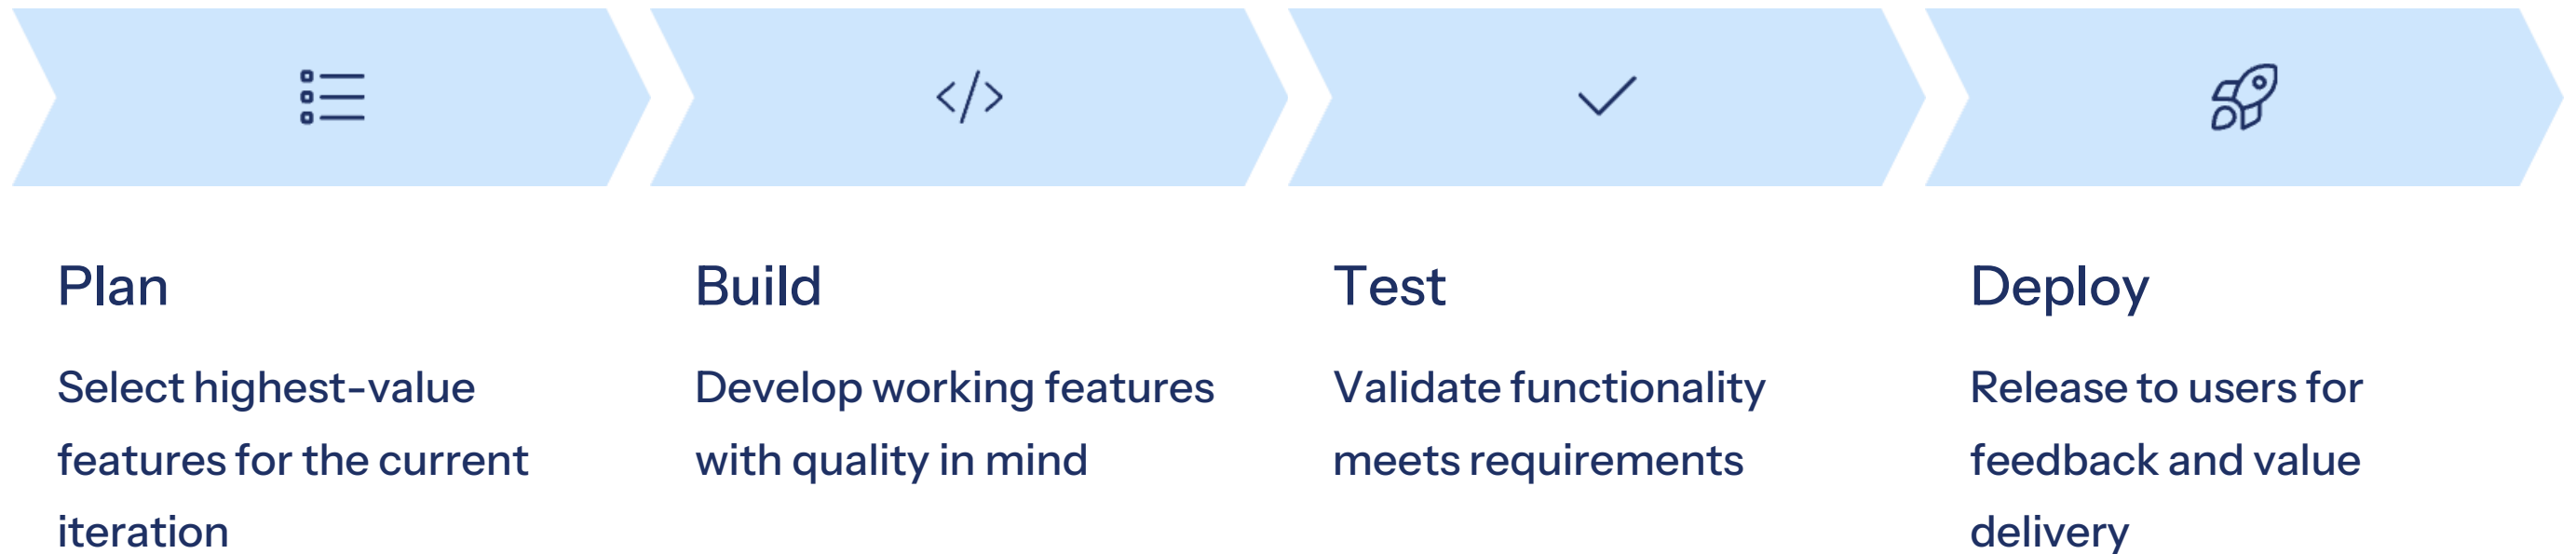 Plan
Select highest-value
features for the current
iteration
Build
Develop working features
with quality in mind
Test
Validate functionality
meets requirements
Deploy
Release to users for
feedback and value
delivery